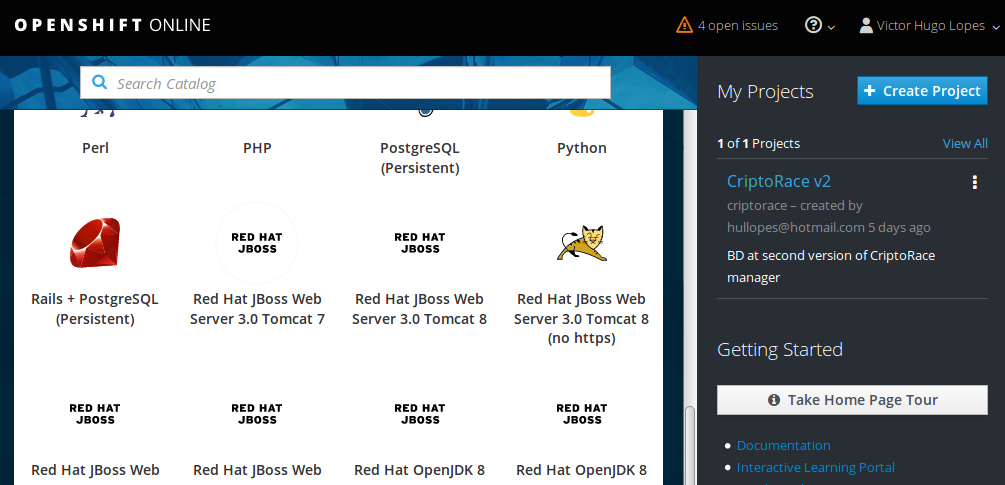 OPENSHIFT ONLINE
4 open issues
Victor Hugo Lopes
Search Catalog
Perl
PHP
PostgreSQL
(Persistent)
Python
RED HAT
JBOSS
RED HAT
JBOSS
Rails + PostgreSQL
(Persistent)
Red Hat JBoss Web
Server 3.0 Tomcat 7
Red Hat JBoss Web
Server 3.0 Tomcat 8
Red Hat JBoss Web
Server 3.0 Tomcat 8
(no https)
RED HAT
JBOSS
RED HAT
JBOSS
RED HAT
JBOSS
RED HAT
JBOSS
Red Hat JBoss Web
Red Hat JBoss Web
Red Hat OpenJDK 8
Red Hat OpenJDK 8
My Projects
+ Create Project
1 of 1 Projects
View All
CriptoRace v2
criptorace – created by
hullopes@hotmail.com 5 days ago
BD at second version of CriptoRace
manager
Getting Started
Take Home Page Tour
Documentation
Interactive Learning Portal